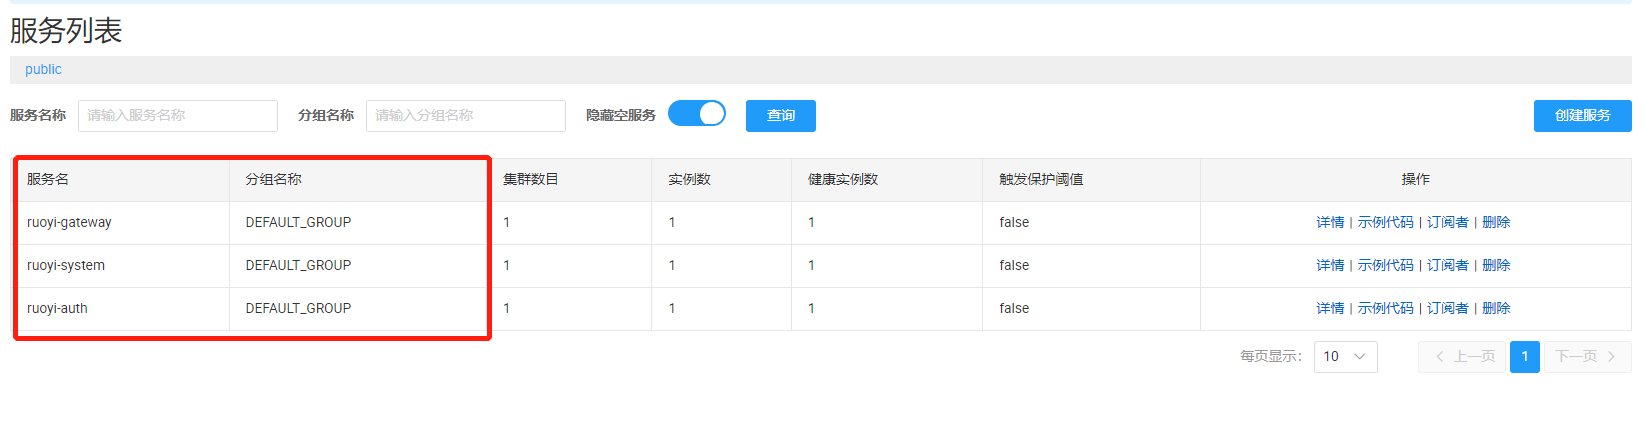 服务列表
public
服务名称 请输入服务名称 分组名称 请输入分组名称 隐藏空服务 查询 创建服务
服务名 分组名称 集群数目 实例数 健康实例数 触发保护阈值 操作
ruoyi-gateway DEFAULT_GROUP 1 1 1 false 详情 | 示例代码 | 订阅者 | 删除
ruoyi-system DEFAULT_GROUP 1 1 1 false 详情 | 示例代码 | 订阅者 | 删除
ruoyi-auth DEFAULT_GROUP 1 1 1 false 详情 | 示例代码 | 订阅者 | 删除
每页显示: 10 上一页 1 下一页